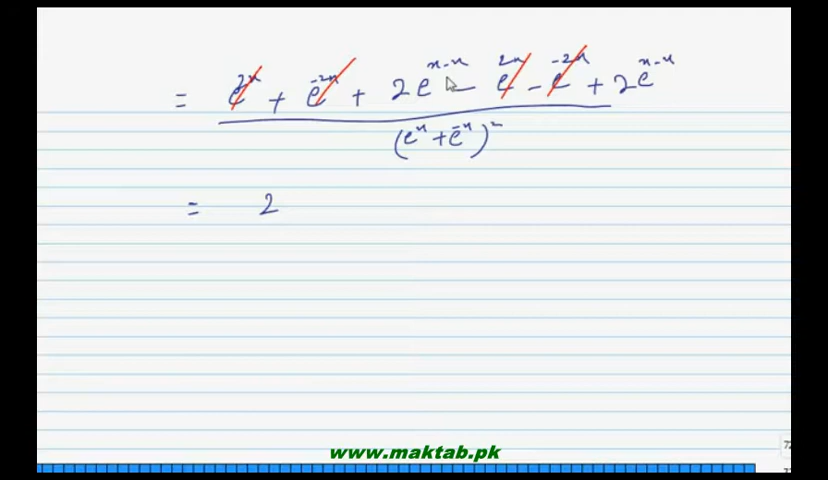 = e^{2x} + e^{-2x} + 2e^{x-x} - e^{2x} - e^{-2x} + 2e^{x-x}
(e^x + e^{-x})^2
= 2
www.maktab.pk